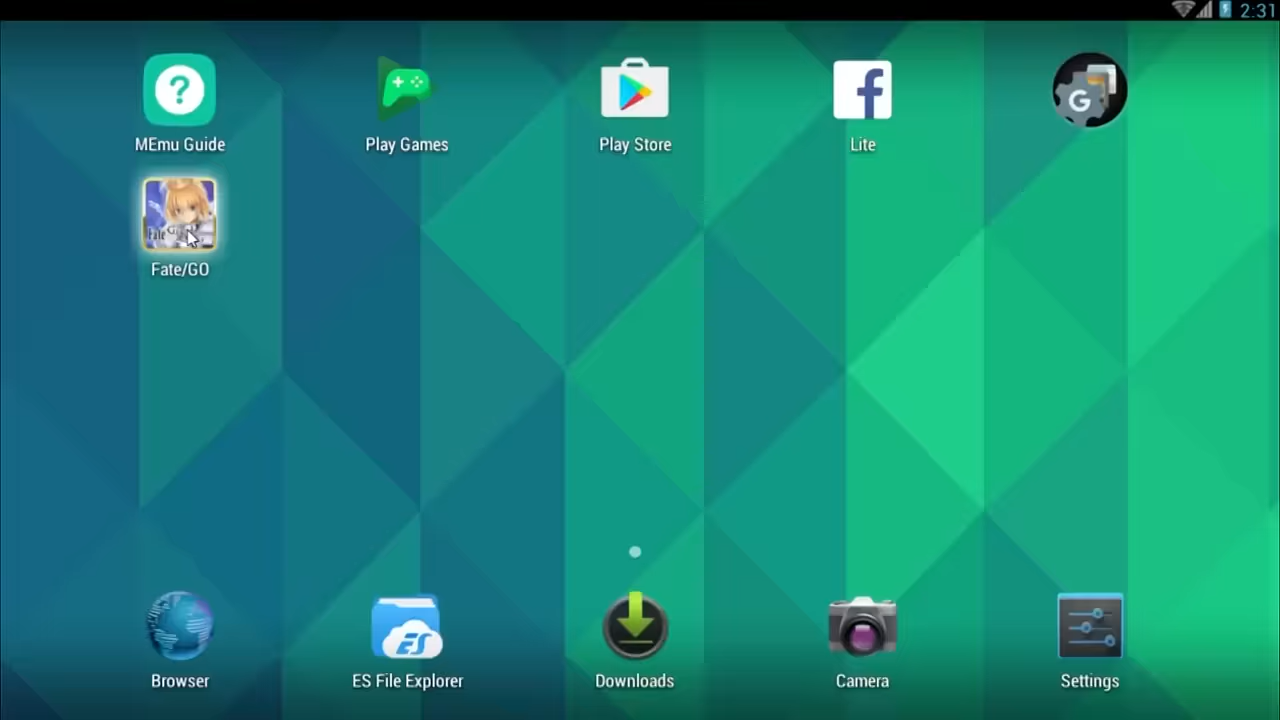 2:31
MEmu Guide
Play Games
Play Store
Lite
Fate/GO
Browser
ES File Explorer
Downloads
Camera
Settings